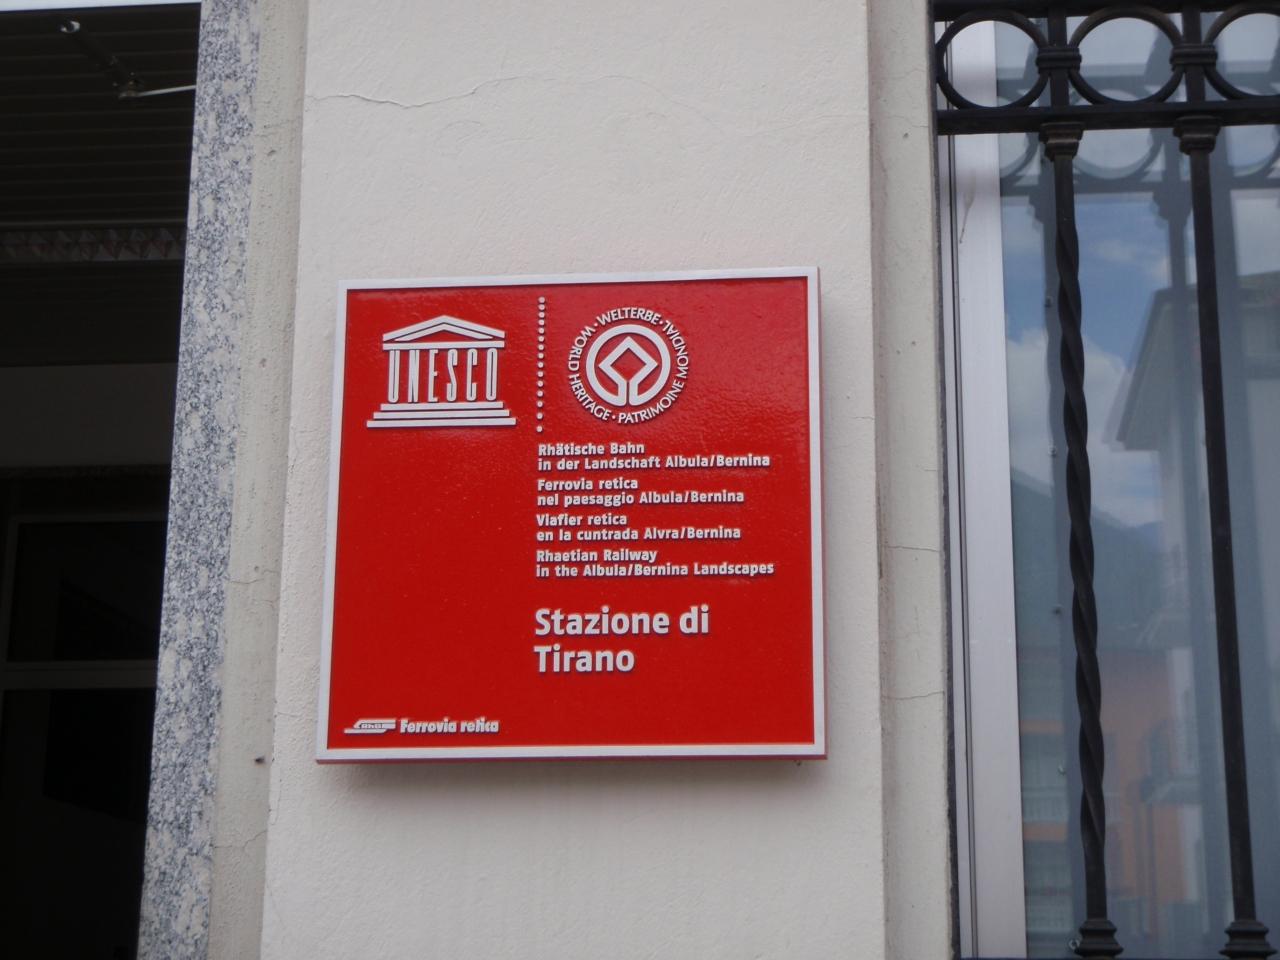 UNESCO
WORLD HERITAGE · WELTERBE · PATRIMOINE MONDIAL ·
Rhätische Bahn
in der Landschaft Albula/Bernina
Ferrovia retica
nel paesaggio Albula/Bernina
Viafier retica
en la cuntrada Alvra/Bernina
Rhaetian Railway
in the Albula/Bernina Landscapes
Stazione di
Tirano
RhB Ferrovia retica